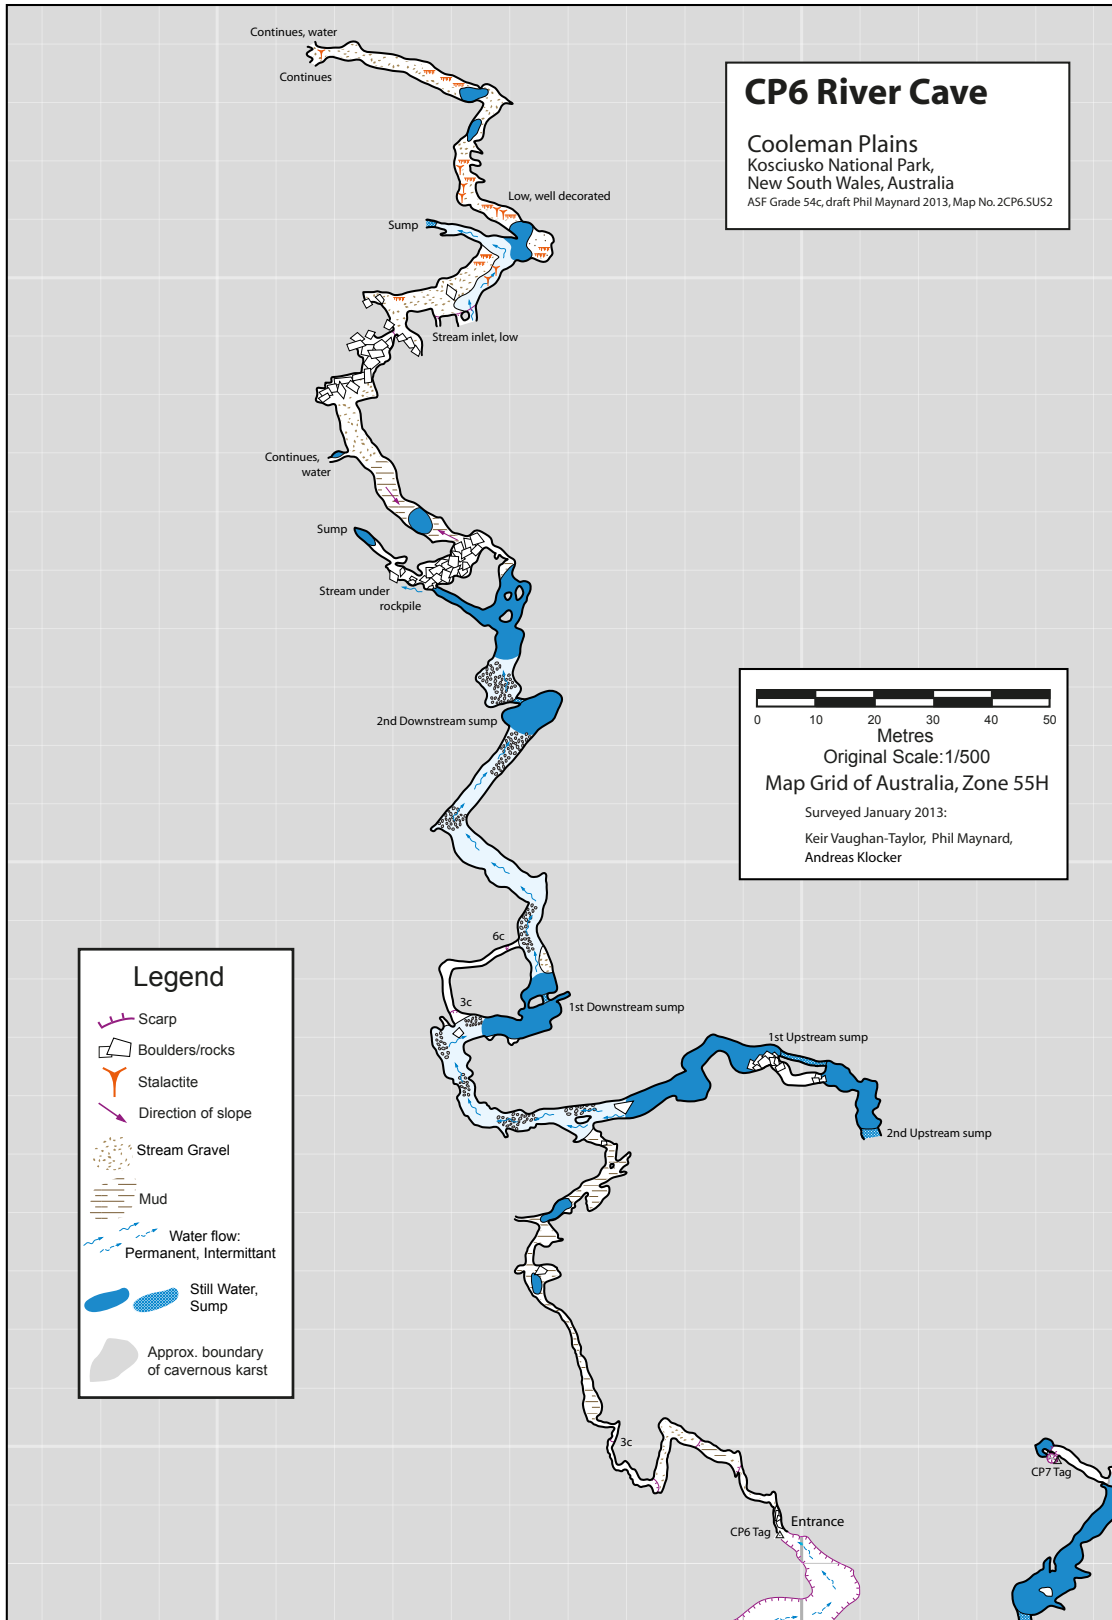 Continues, water
Continues
CP6 River Cave
Cooleman Plains
Kosciusko National Park,
New South Wales, Australia
ASF Grade 54c, draft Phil Maynard 2013, Map No. 2CP6.SUS2
Low, well decorated
Sump
Stream inlet, low
Continues,
water
Sump
Stream under
rockpile
2nd Downstream sump
0 10 20 30 40 50
Metres
Original Scale:1/500
Map Grid of Australia, Zone 55H
Surveyed January 2013:
Keir Vaughan-Taylor, Phil Maynard,
Andreas Klocker
6c
3c
1st Downstream sump
1st Upstream sump
2nd Upstream sump
Legend
Scarp
Boulders/rocks
Stalactite
Direction of slope
Stream Gravel
Mud
Water flow:
Permanent, Intermittant
Still Water,
Sump
Approx. boundary
of cavernous karst
3c
CP7 Tag
Entrance
CP6 Tag